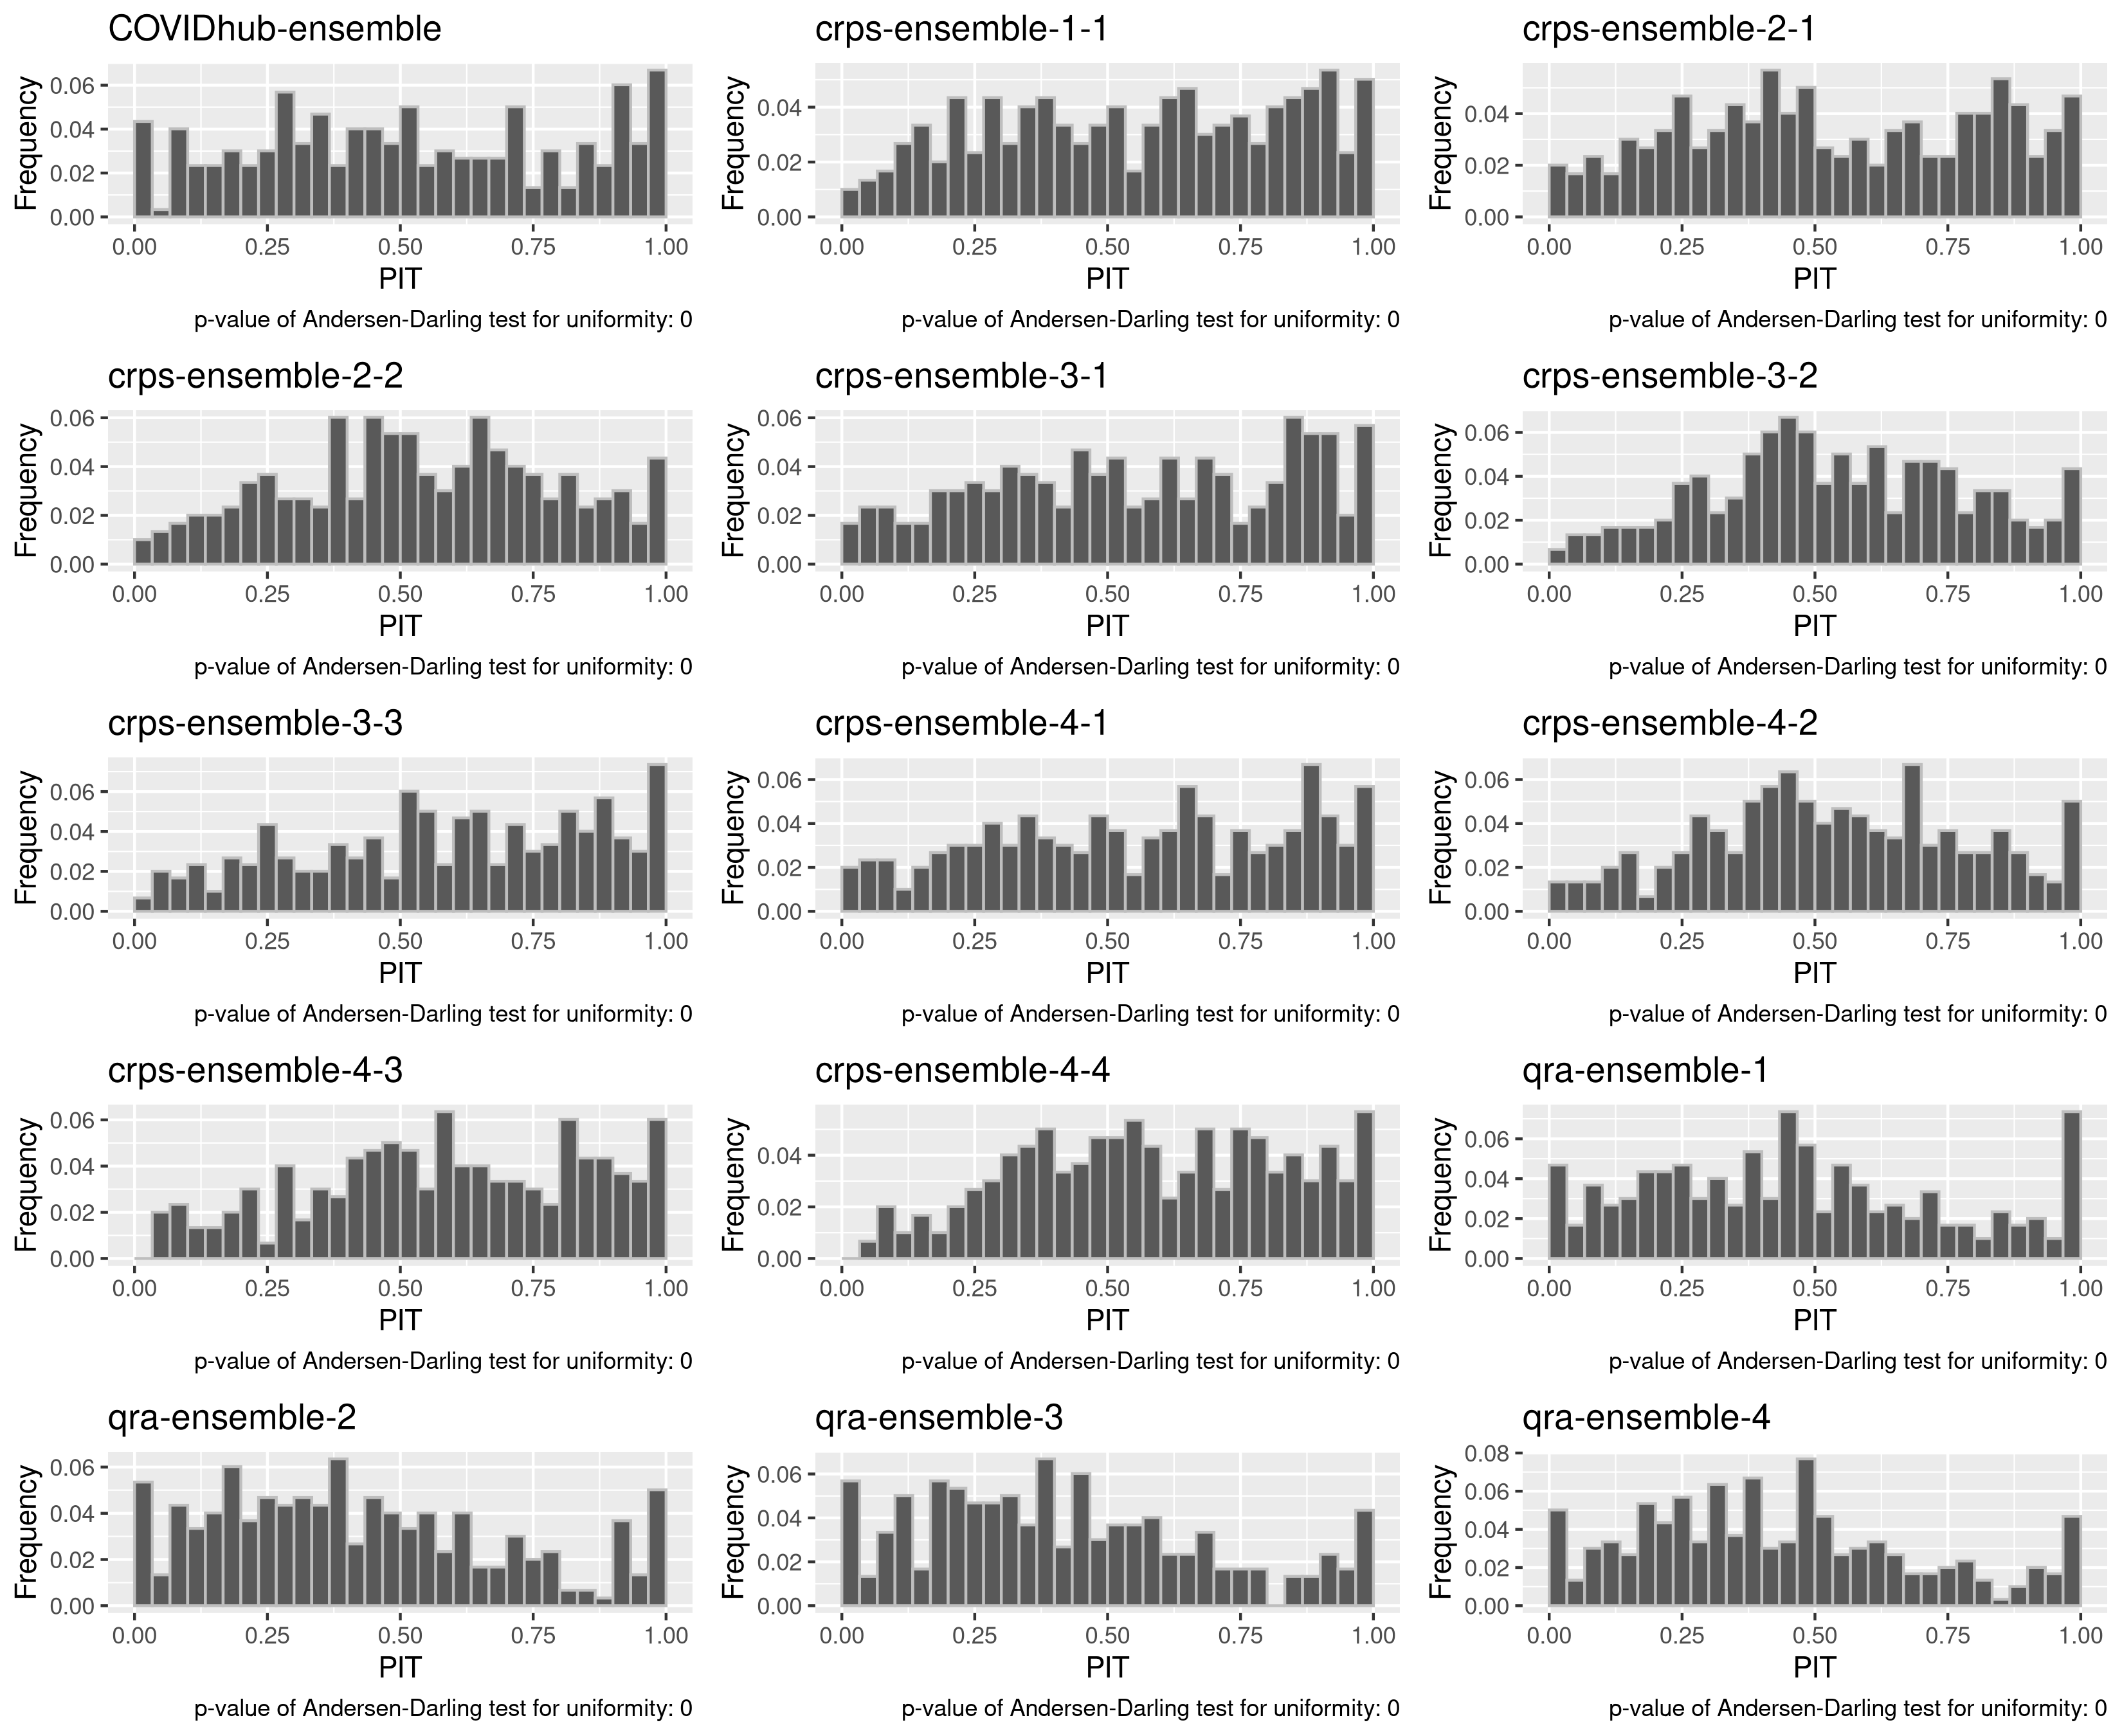 COVIDhub-ensemble crps-ensemble-1-1 crps-ensemble-2-1
Frequency 0.06 0.04 0.02 0.00 Frequency 0.04 0.02 0.00 Frequency 0.04 0.02 0.00
0.00 0.25 0.50 0.75 1.00 0.00 0.25 0.50 0.75 1.00 0.00 0.25 0.50 0.75 1.00
PIT PIT PIT
p-value of Andersen-Darling test for uniformity: 0 p-value of Andersen-Darling test for uniformity: 0 p-value of Andersen-Darling test for uniformity: 0
crps-ensemble-2-2 crps-ensemble-3-1 crps-ensemble-3-2
Frequency 0.06 0.04 0.02 0.00 Frequency 0.06 0.04 0.02 0.00 Frequency 0.06 0.04 0.02 0.00
0.00 0.25 0.50 0.75 1.00 0.00 0.25 0.50 0.75 1.00 0.00 0.25 0.50 0.75 1.00
PIT PIT PIT
p-value of Andersen-Darling test for uniformity: 0 p-value of Andersen-Darling test for uniformity: 0 p-value of Andersen-Darling test for uniformity: 0
crps-ensemble-3-3 crps-ensemble-4-1 crps-ensemble-4-2
Frequency 0.06 0.04 0.02 0.00 Frequency 0.06 0.04 0.02 0.00 Frequency 0.06 0.04 0.02 0.00
0.00 0.25 0.50 0.75 1.00 0.00 0.25 0.50 0.75 1.00 0.00 0.25 0.50 0.75 1.00
PIT PIT PIT
p-value of Andersen-Darling test for uniformity: 0 p-value of Andersen-Darling test for uniformity: 0 p-value of Andersen-Darling test for uniformity: 0
crps-ensemble-4-3 crps-ensemble-4-4 qra-ensemble-1
Frequency 0.06 0.04 0.02 0.00 Frequency 0.04 0.02 0.00 Frequency 0.06 0.04 0.02 0.00
0.00 0.25 0.50 0.75 1.00 0.00 0.25 0.50 0.75 1.00 0.00 0.25 0.50 0.75 1.00
PIT PIT PIT
p-value of Andersen-Darling test for uniformity: 0 p-value of Andersen-Darling test for uniformity: 0 p-value of Andersen-Darling test for uniformity: 0
qra-ensemble-2 qra-ensemble-3 qra-ensemble-4
Frequency 0.06 0.04 0.02 0.00 Frequency 0.06 0.04 0.02 0.00 Frequency 0.08 0.06 0.04 0.02 0.00
0.00 0.25 0.50 0.75 1.00 0.00 0.25 0.50 0.75 1.00 0.00 0.25 0.50 0.75 1.00
PIT PIT PIT
p-value of Andersen-Darling test for uniformity: 0 p-value of Andersen-Darling test for uniformity: 0 p-value of Andersen-Darling test for uniformity: 0